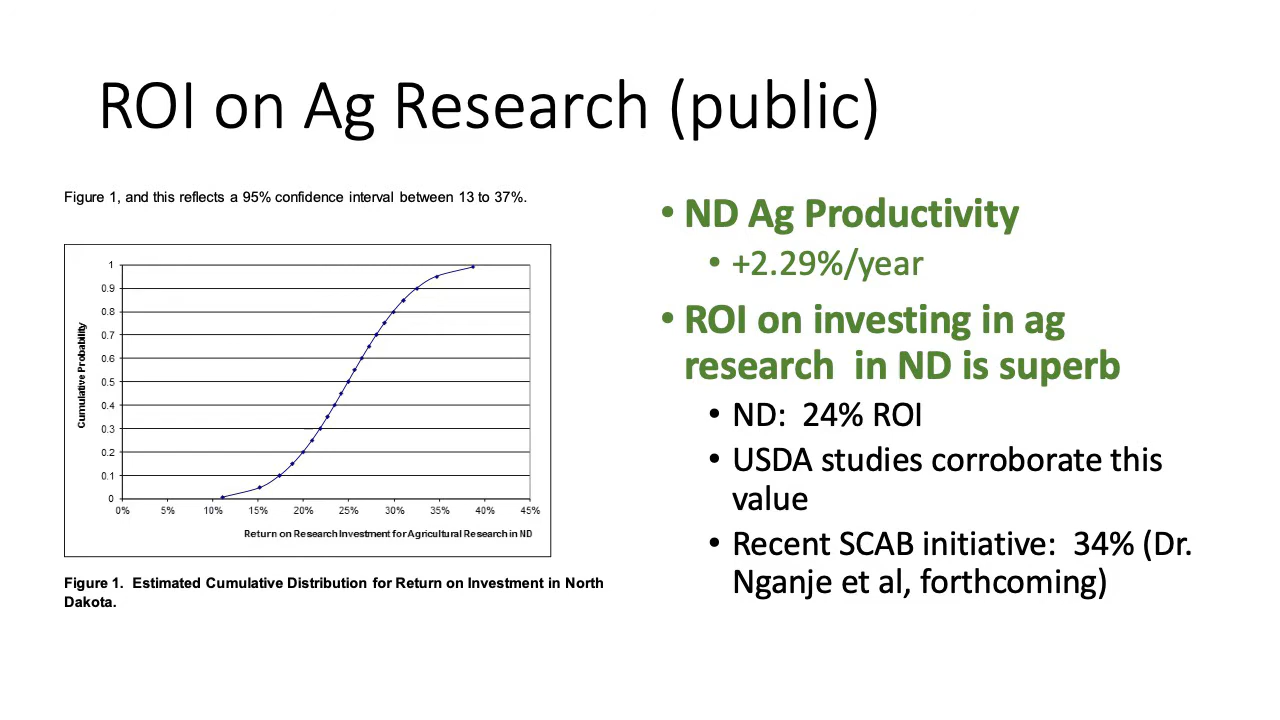 ROI on Ag Research (public)
Figure 1, and this reflects a 95% confidence interval between 13 to 37%.
1
0.9
0.8
0.7
0.6
0.5
0.4
0.3
0.2
0.1
0
Cumulative Probability
0% 5% 10% 15% 20% 25% 30% 35% 40% 45%
Return on Research Investment for Agricultural Research in ND
Figure 1. Estimated Cumulative Distribution for Return on Investment in North
Dakota.
• ND Ag Productivity
• +2.29%/year
• ROI on investing in ag
research in ND is superb
• ND: 24% ROI
• USDA studies corroborate this
value
• Recent SCAB initiative: 34% (Dr.
Nganje et al, forthcoming)